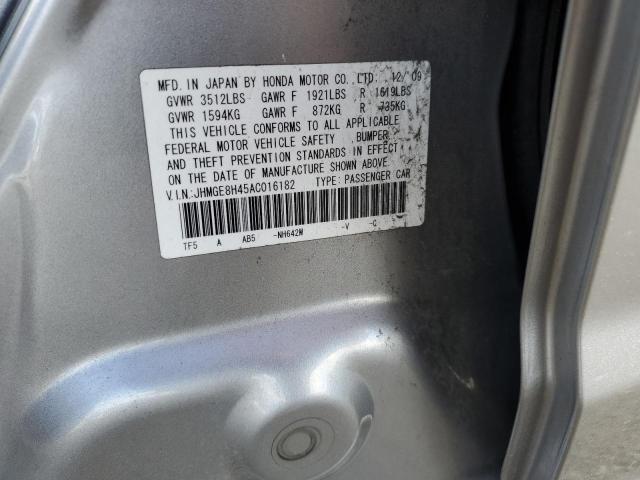 MFD. IN JAPAN BY HONDA MOTOR CO., LTD. 12/09
GVWR 3512LBS GAWR F 1921LBS R 1619LBS
GVWR 1594KG GAWR F 872KG R 735KG
THIS VEHICLE CONFORMS TO ALL APPLICABLE
FEDERAL MOTOR VEHICLE SAFETY, BUMPER,
AND THEFT PREVENTION STANDARDS IN EFFECT
ON THE DATE OF MANUFACTURE SHOWN ABOVE.
V.I.N.:JHMGE8H45AC016182 TYPE: PASSENGER CAR
TF5 A AB5 -NH642M -V -C